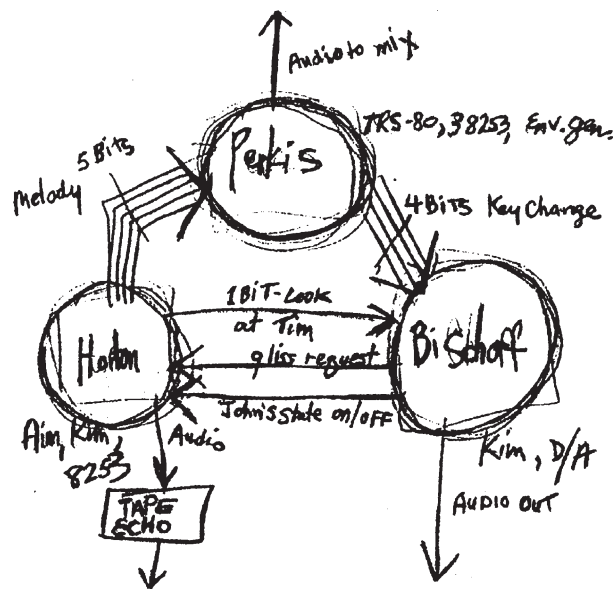 Audio to mix
Perkis
TRS-80, 3 8253, Env. gen.
5 Bits
Melody
4 BiTS Key Change
1 BiT-Look
at Tim
Horton
Bischoff
gliss request
John's State on/off
Aim, Kim,
8253
Audio
Kim, D/A
TAPE
ECHO
AUDIO OUT